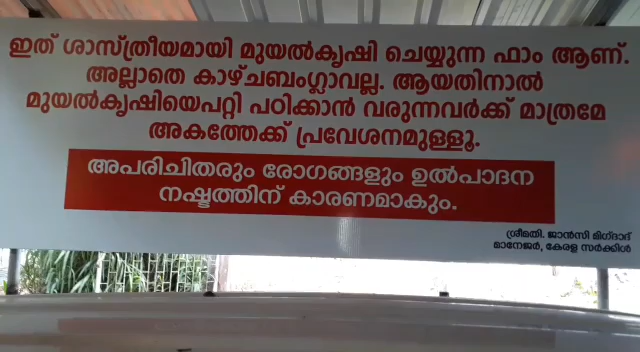 ഇത് ശാസ്ത്രീയമായി മുയൽകൃഷി ചെയ്യുന്ന ഫാം ആണ്.
അല്ലാതെ കാഴ്ചബംഗ്ലാവല്ല. ആയതിനാൽ
മുയൽകൃഷിയെപറ്റി പഠിക്കാൻ വരുന്നവർക്ക് മാത്രമേ
അകത്തേക്ക് പ്രവേശനമുള്ളൂ.
അപരിചിതരും രോഗങ്ങളും ഉൽപാദന
നഷ്ടത്തിന് കാരണമാകും.
ശ്രീമതി. ജാൻസി മിഗ്ദാദ്
മാനേജർ, കേരള സർക്കിൾ